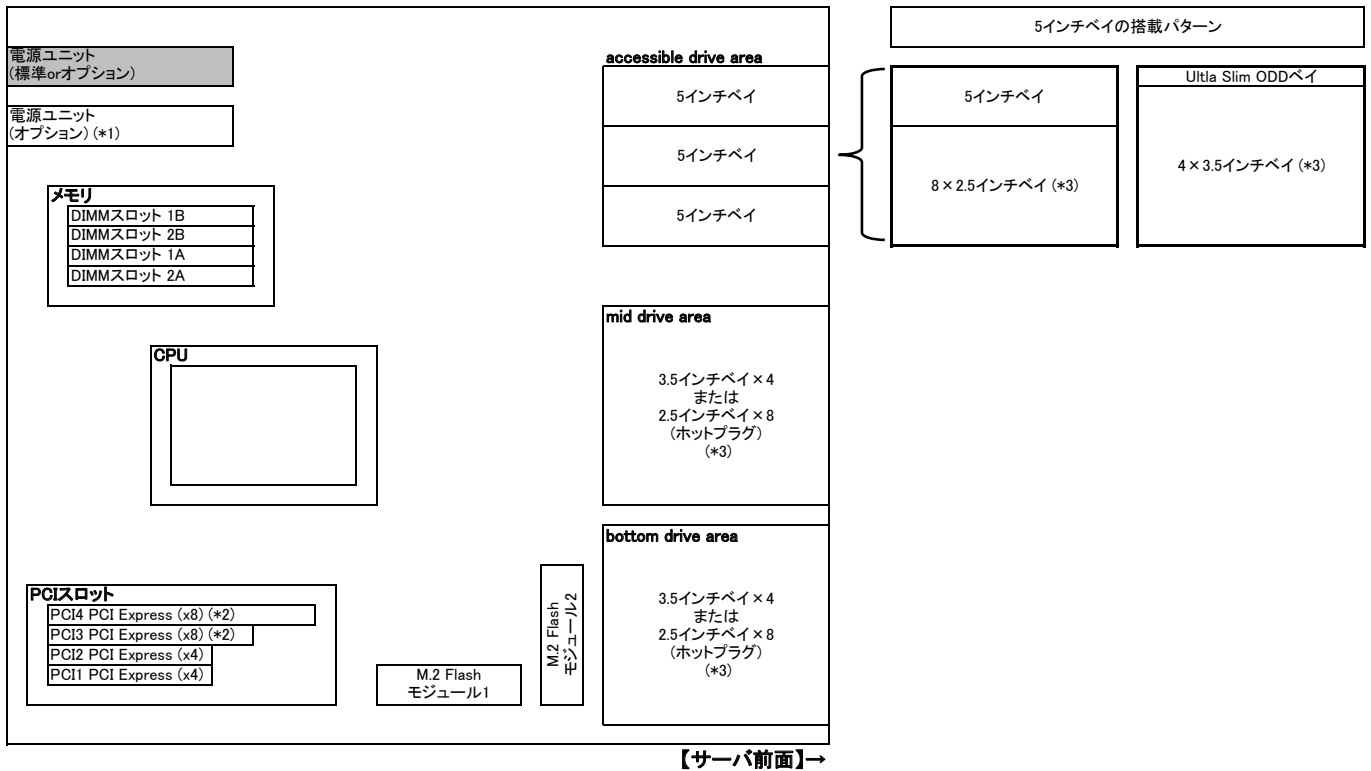 電源ユニット
(標準orオプション)
電源ユニット
(オプション) (*1)
メモリ
DIMMスロット 1B
DIMMスロット 2B
DIMMスロット 1A
DIMMスロット 2A
CPU
PCIスロット
PCI4 PCI Express (x8) (*2)
PCI3 PCI Express (x8) (*2)
PCI2 PCI Express (x4)
PCI1 PCI Express (x4)
M.2 Flash
モジュール1
M.2 Flash
モジュール2
accessible drive area
5インチベイ
5インチベイ
5インチベイ
mid drive area
3.5インチベイ×4
または
2.5インチベイ×8
(ホットプラグ)
(*3)
bottom drive area
3.5インチベイ×4
または
2.5インチベイ×8
(ホットプラグ)
(*3)
【サーバ前面】→
5インチベイの搭載パターン
5インチベイ
8×2.5インチベイ (*3)
Ultla Slim ODDベイ
4×3.5インチベイ (*3)